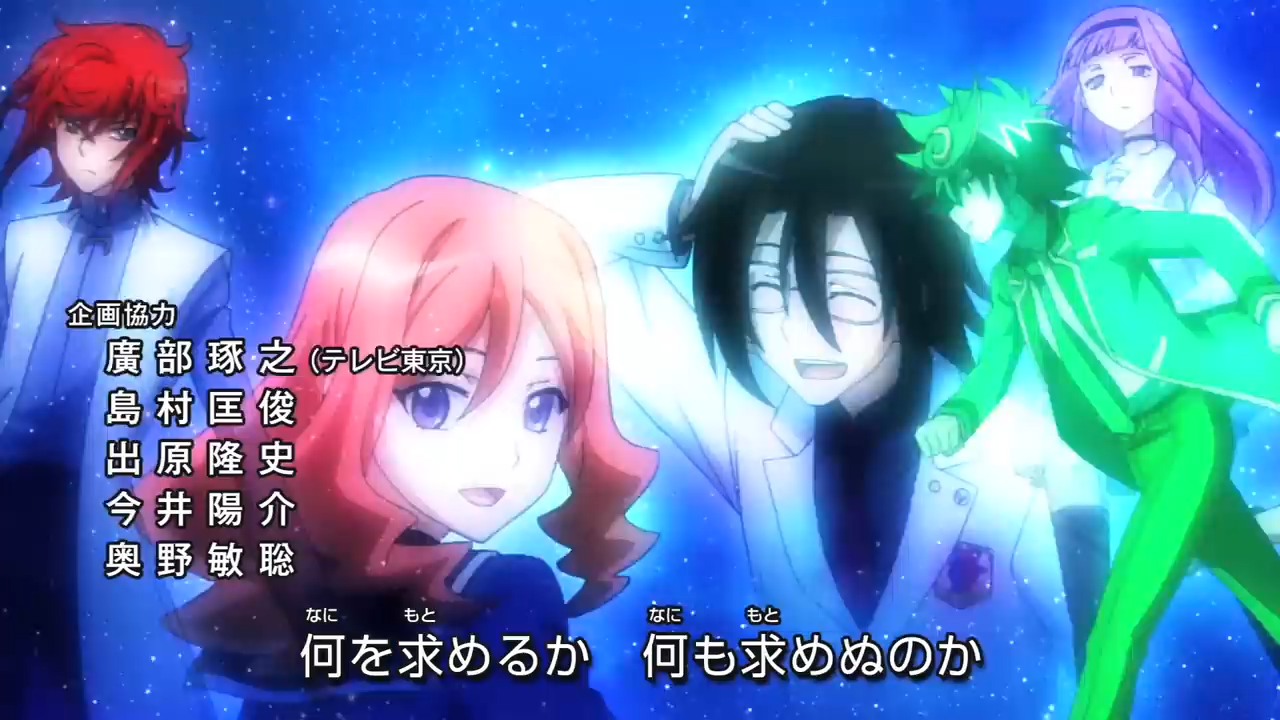 企画協力
廣部琢之(テレビ東京)
島村匡俊
出原隆史
今井陽介
奥野敏聡
なに もと なに もと
何を求めるか 何も求めぬのか